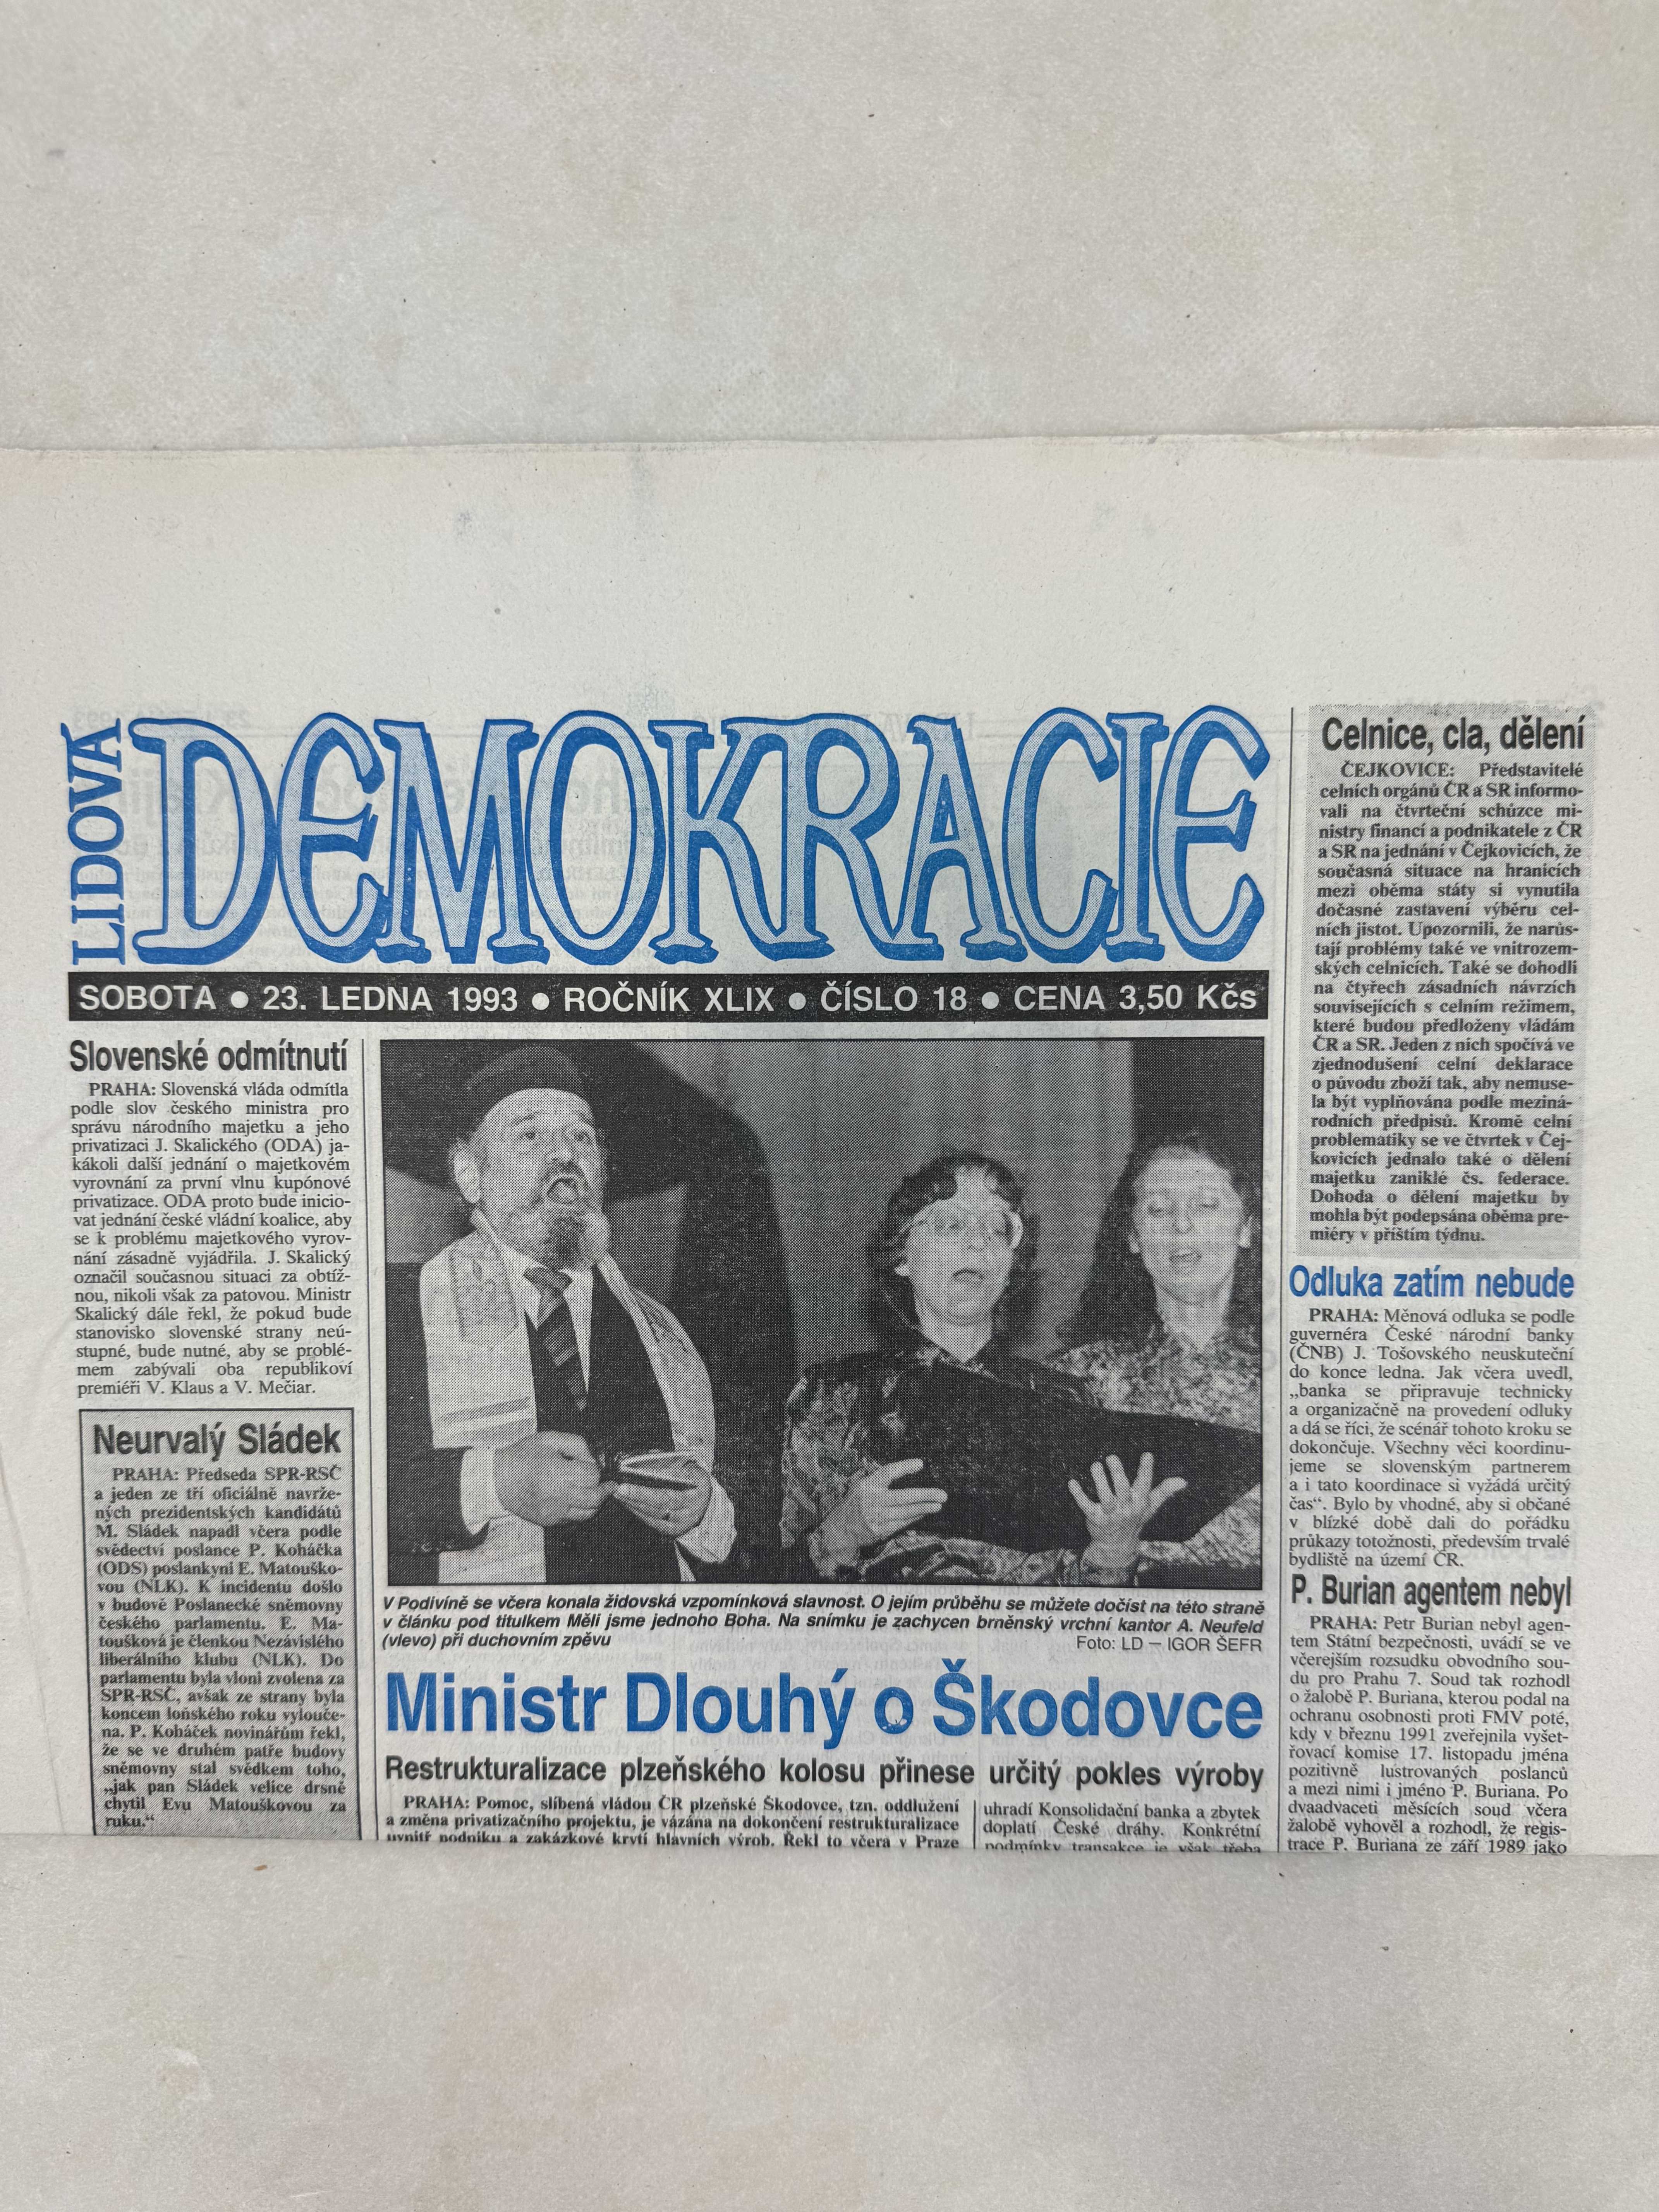 LIDOVÁ
DEMOKRACIE
SOBOTA ● 23. LEDNA 1993 ● ROČNÍK XLIX ● ČÍSLO 18 ● CENA 3,50 Kčs
Slovenské odmítnutí
PRAHA: Slovenská vláda odmítla
podle slov českého ministra pro
správu národního majetku a jeho
privatizaci J. Skalického (ODA) ja-
kákoli další jednání o majetkovém
vyrovnání za první vlnu kupónové
privatizace. ODA proto bude inicio-
vat jednání české vládní koalice, aby
se k problému majetkového vyrov-
nání zásadně vyjádřila. J. Skalický
označil současnou situaci za obtíž-
nou, nikoli však za patovou. Ministr
Skalický dále řekl, že pokud bude
stanovisko slovenské strany neú-
stupné, bude nutné, aby se problé-
mem zabývali oba republikoví
premiéři V. Klaus a V. Mečiar.
Neurvalý Sládek
PRAHA: Předseda SPR-RSČ
a jeden ze tří oficiálně navrže-
ných prezidentských kandidátů
M. Sládek napadl včera podle
svědectví poslance P. Koháčka
(ODS) poslankyni E. Matouško-
vou (NLK). K incidentu došlo
v budově Poslanecké sněmovny
českého parlamentu. E. Ma-
toušková je členkou Nezávislého
liberálního klubu (NLK). Do
parlamentu byla vloni zvolena za
SPR-RSČ, avšak ze strany byla
koncem loňského roku vylouče-
na. P. Koháček novinářům řekl,
že se ve druhém patře budovy
sněmovny stal svědkem toho,
„jak pan Sládek velice drsně
chytil Evu Matouškovou za
ruku.“
V Podivíně se včera konala židovská vzpomínková slavnost. O jejím průběhu se můžete dočíst na této straně
v článku pod titulkem Měli jsme jednoho Boha. Na snímku je zachycen brněnský vrchní kantor A. Neufeld
(vlevo) při duchovním zpěvu
Foto: LD — IGOR ŠEFR
Ministr Dlouhý o Škodovce
Restrukturalizace plzeňského kolosu přinese určitý pokles výroby
PRAHA: Pomoc, slíbená vládou ČR plzeňské Škodovce, tzn. oddlužení
a změna privatizačního projektu, je vázána na dokončení restrukturalizace
uvnitř podniku a zakázkové krytí hlavních výrob. Řekl to včera v Praze
uhradí Konsolidační banka a zbytek
doplatí České dráhy. Konkrétní
podmínky transakce je však třeba
Celnice, cla, dělení
ČEJKOVICE: Představitelé
celních orgánů ČR a SR informo-
vali na čtvrteční schůzce mi-
nistry financí a podnikatele z ČR
a SR na jednání v Čejkovicích, že
současná situace na hranicích
mezi oběma státy si vynutila
dočasné zastavení výběru cel-
ních jistot. Upozornili, že narůs-
tají problémy také ve vnitrozem-
ských celnicích. Také se dohodli
na čtyřech zásadních návrzích
souvisejících s celním režimem,
které budou předloženy vládám
ČR a SR. Jeden z nich spočívá ve
zjednodušení celní deklarace
o původu zboží tak, aby nemuse-
la být vyplňována podle meziná-
rodních předpisů. Kromě celní
problematiky se ve čtvrtek v Čej-
kovicích jednalo také o dělení
majetku zaniklé čs. federace.
Dohoda o dělení majetku by
mohla být podepsána oběma pre-
miéry v příštím týdnu.
Odluka zatím nebude
PRAHA: Měnová odluka se podle
guvernéra České národní banky
(ČNB) J. Tošovského neuskuteční
do konce ledna. Jak včera uvedl,
„banka se připravuje technicky
a organizačně na provedení odluky
a dá se říci, že scénář tohoto kroku se
dokončuje. Všechny věci koordinu-
jeme se slovenským partnerem
a i tato koordinace si vyžádá určitý
čas“. Bylo by vhodné, aby si občané
v blízké době dali do pořádku
průkazy totožnosti, především trvalé
bydliště na území ČR.
P. Burian agentem nebyl
PRAHA: Petr Burian nebyl agen-
tem Státní bezpečnosti, uvádí se ve
včerejším rozsudku obvodního sou-
du pro Prahu 7. Soud tak rozhodl
o žalobě P. Buriana, kterou podal na
ochranu osobnosti proti FMV poté,
kdy v březnu 1991 zveřejnila vyšet-
řovací komise 17. listopadu jména
pozitivně lustrovaných poslanců
a mezi nimi i jméno P. Buriana. Po
dvaadvaceti měsících soud včera
žalobě vyhověl a rozhodl, že regis-
trace P. Buriana ze září 1989 jako